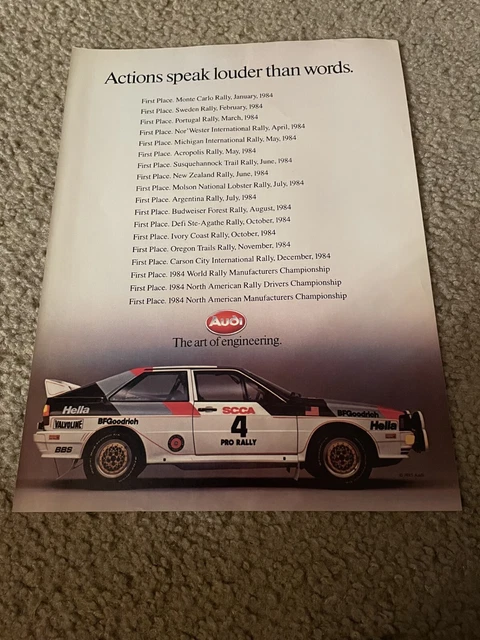 Actions speak louder than words.
First Place. Monte Carlo Rally, January, 1984
First Place. Sweden Rally, February, 1984
First Place. Portugal Rally, March, 1984
First Place. Nor'Wester International Rally, April, 1984
First Place. Michigan International Rally, May, 1984
First Place. Acropolis Rally, May, 1984
First Place. Susquehannock Trail Rally, June, 1984
First Place. New Zealand Rally, June, 1984
First Place. Molson National Lobster Rally, July, 1984
First Place. Argentina Rally, July, 1984
First Place. Budweiser Forest Rally, August, 1984
First Place. Defi Ste-Agathe Rally, October, 1984
First Place. Ivory Coast Rally, October, 1984
First Place. Oregon Trails Rally, November, 1984
First Place. Carson City International Rally, December, 1984
First Place. 1984 World Rally Manufacturers Championship
First Place. 1984 North American Rally Drivers Championship
First Place. 1984 North American Manufacturers Championship
Audi
The art of engineering.
Hella
VALVOLINE
BFGoodrich
BBS
SCCA
4
PRO RALLY
BFGoodrich
Hella